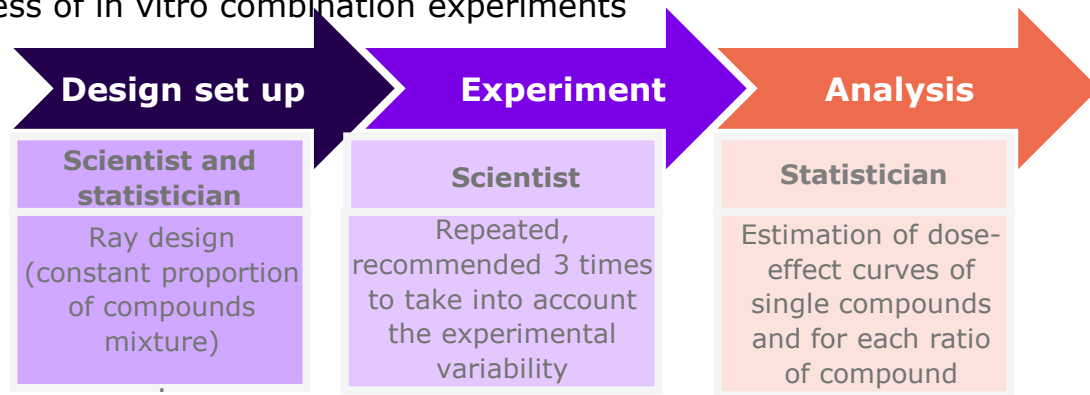 ess of in vitro combination experiments
Design set up
Experiment
Analysis
Scientist and
statistician
Scientist
Statistician
Ray design
(constant proportion
of compounds
mixture)
Repeated,
recommended 3 times
to take into account
the experimental
variability
Estimation of dose-
effect curves of
single compounds
and for each ratio
of compound